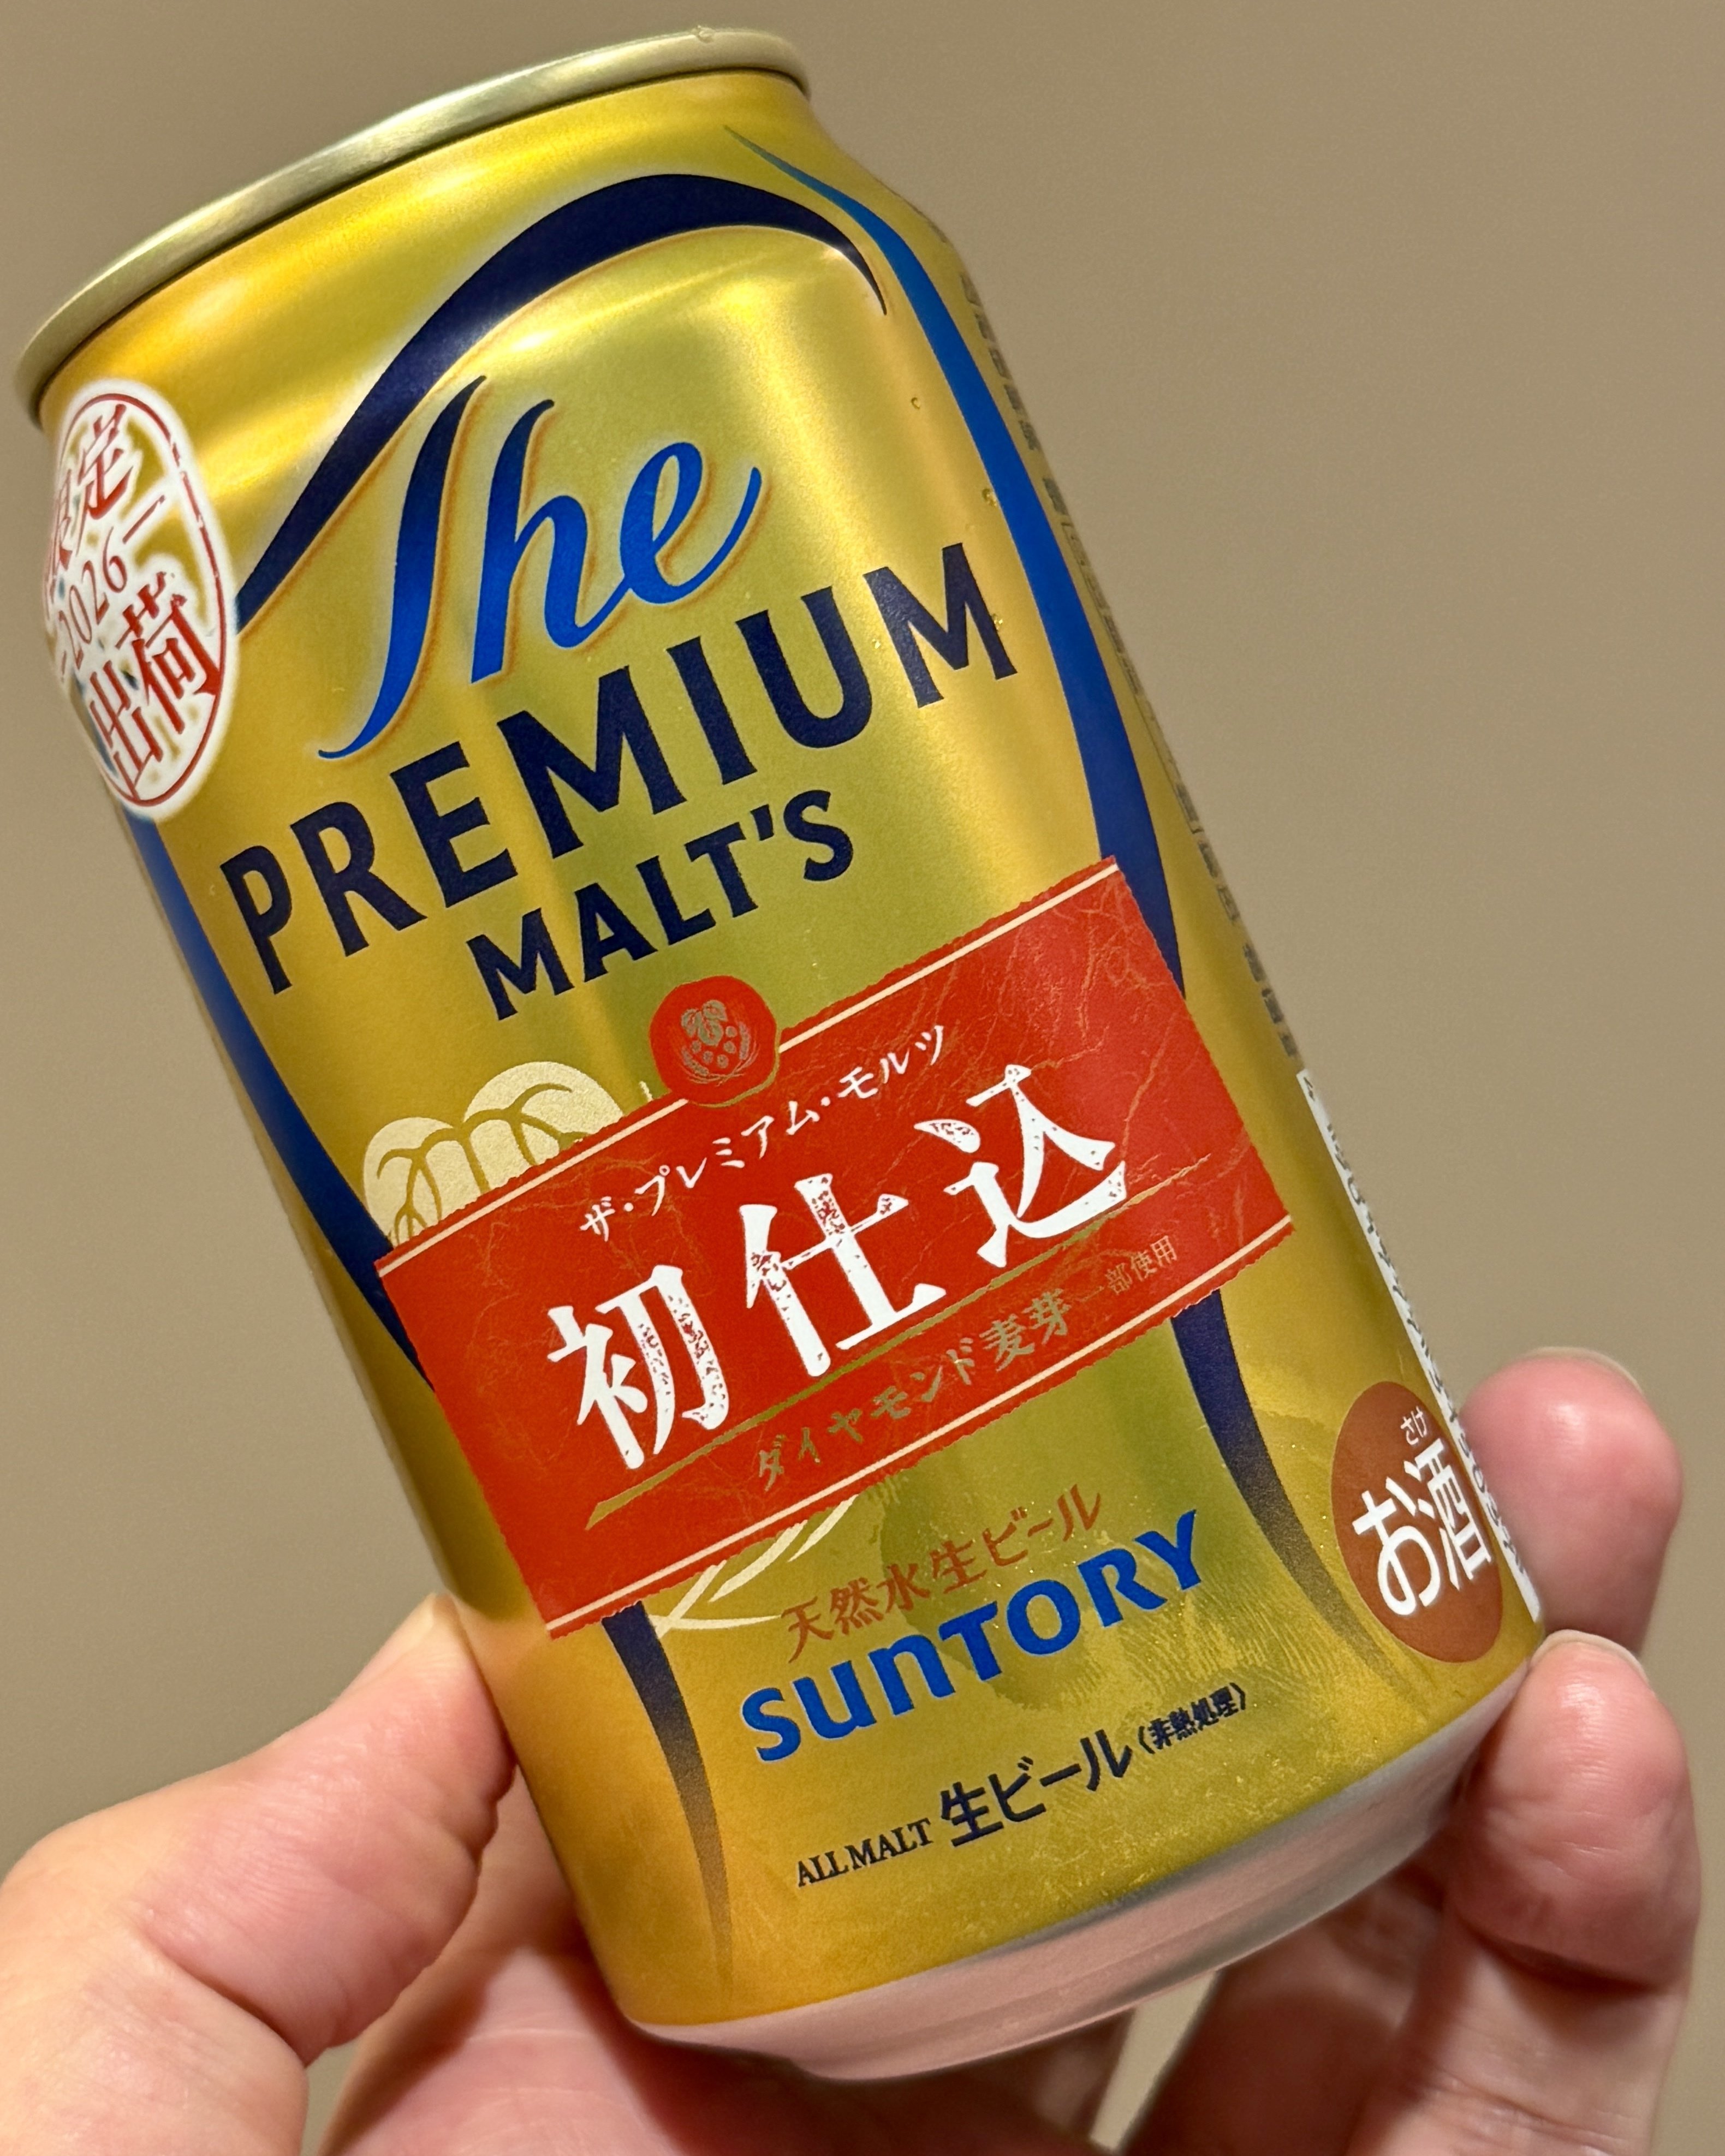 限定
-2026-
出荷
The
PREMIUM
MALT'S
ザ・プレミアム・モルツ
初仕込
ダイヤモンド麦芽一部使用
天然水生ビール
SUNTORY
ALL MALT 生ビール(非熱処理)
さけ
お酒